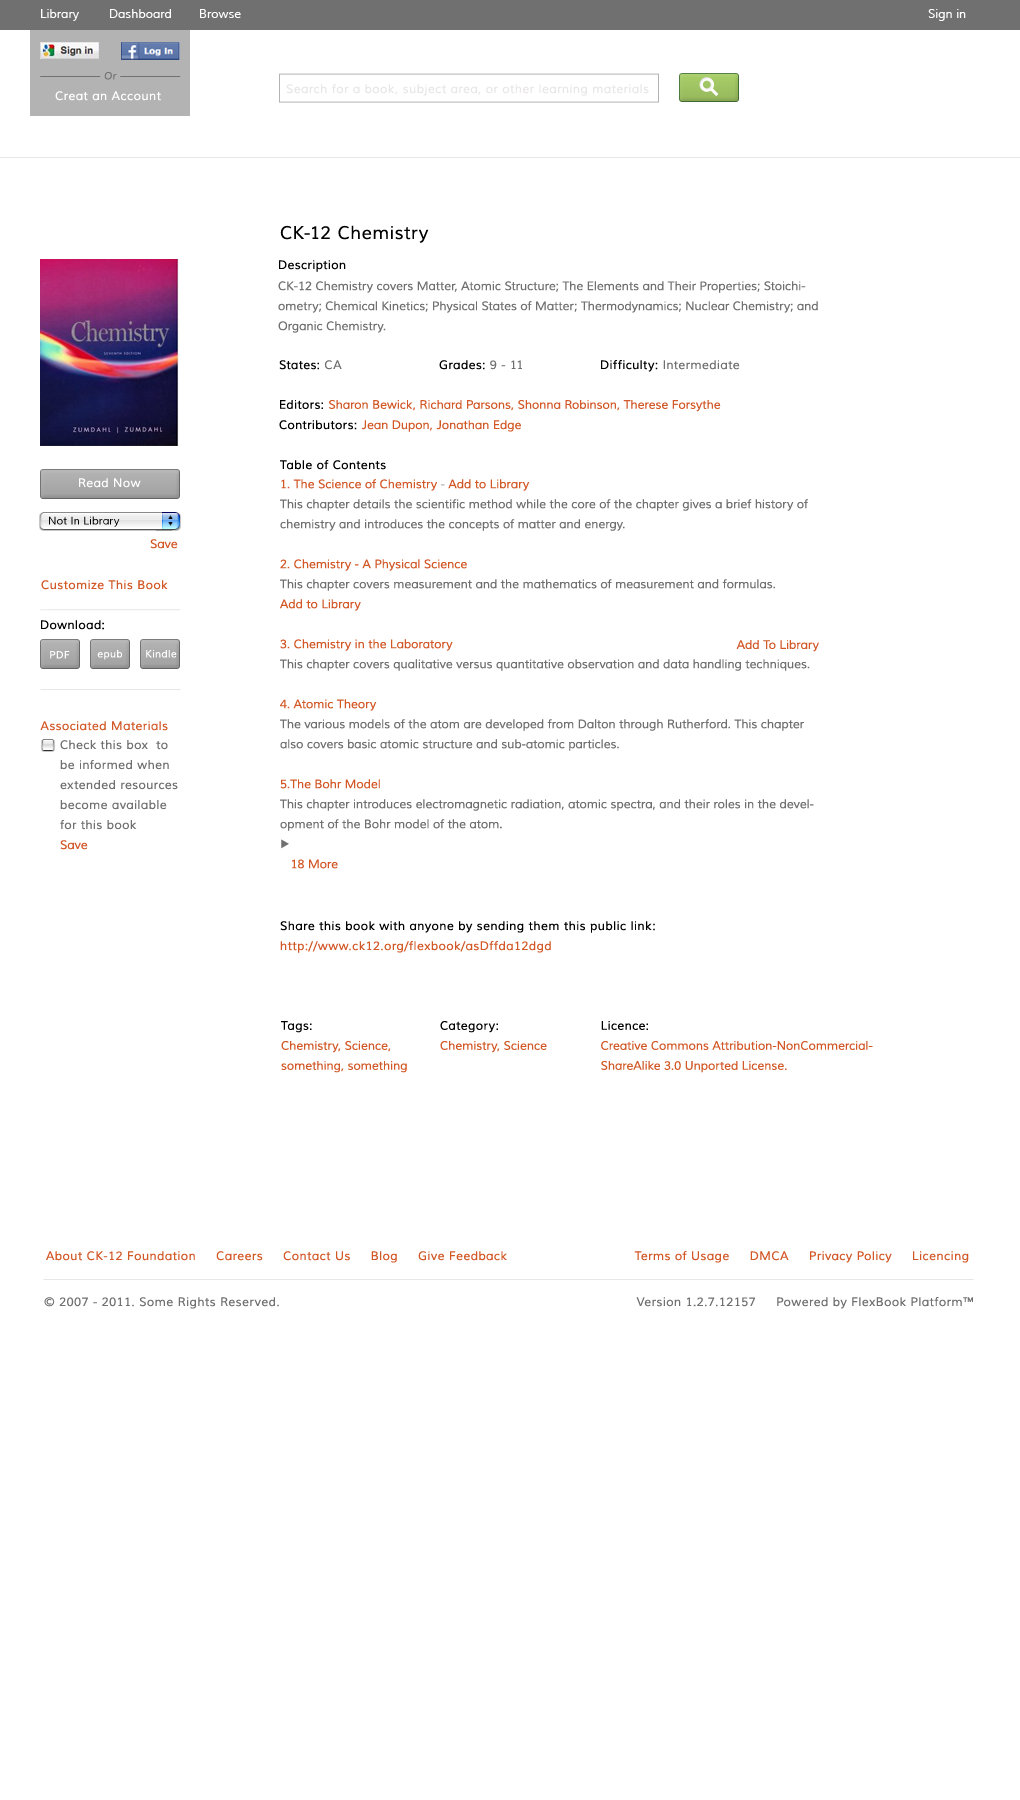 Library Dashboard Browse Sign in
Sign in Log In
Or
Creat an Account
Search for a book, subject area, or other learning materials
CK-12 Chemistry
Description
CK-12 Chemistry covers Matter, Atomic Structure; The Elements and Their Properties; Stoichi-
ometry; Chemical Kinetics; Physical States of Matter; Thermodynamics; Nuclear Chemistry; and
Organic Chemistry.
States: CA Grades: 9 - 11 Difficulty: Intermediate
Editors: Sharon Bewick, Richard Parsons, Shonna Robinson, Therese Forsythe
Contributors: Jean Dupon, Jonathan Edge
Chemistry
SEVENTH EDITION
ZUMDAHL | ZUMDAHL
Read Now
Not In Library
Save
Customize This Book
Download:
PDF epub Kindle
Associated Materials
Check this box to
be informed when
extended resources
become available
for this book
Save
Table of Contents
1. The Science of Chemistry - Add to Library
This chapter details the scientific method while the core of the chapter gives a brief history of
chemistry and introduces the concepts of matter and energy.
2. Chemistry - A Physical Science
This chapter covers measurement and the mathematics of measurement and formulas.
Add to Library
3. Chemistry in the Laboratory Add To Library
This chapter covers qualitative versus quantitative observation and data handling techniques.
4. Atomic Theory
The various models of the atom are developed from Dalton through Rutherford. This chapter
also covers basic atomic structure and sub-atomic particles.
5.The Bohr Model
This chapter introduces electromagnetic radiation, atomic spectra, and their roles in the devel-
opment of the Bohr model of the atom.
18 More
Share this book with anyone by sending them this public link:
http://www.ck12.org/flexbook/asDffda12dgd
Tags: Category: Licence:
Chemistry, Science, Chemistry, Science Creative Commons Attribution-NonCommercial-
something, something ShareAlike 3.0 Unported License.
About CK-12 Foundation Careers Contact Us Blog Give Feedback Terms of Usage DMCA Privacy Policy Licencing
© 2007 - 2011. Some Rights Reserved. Version 1.2.7.12157 Powered by FlexBook Platform™